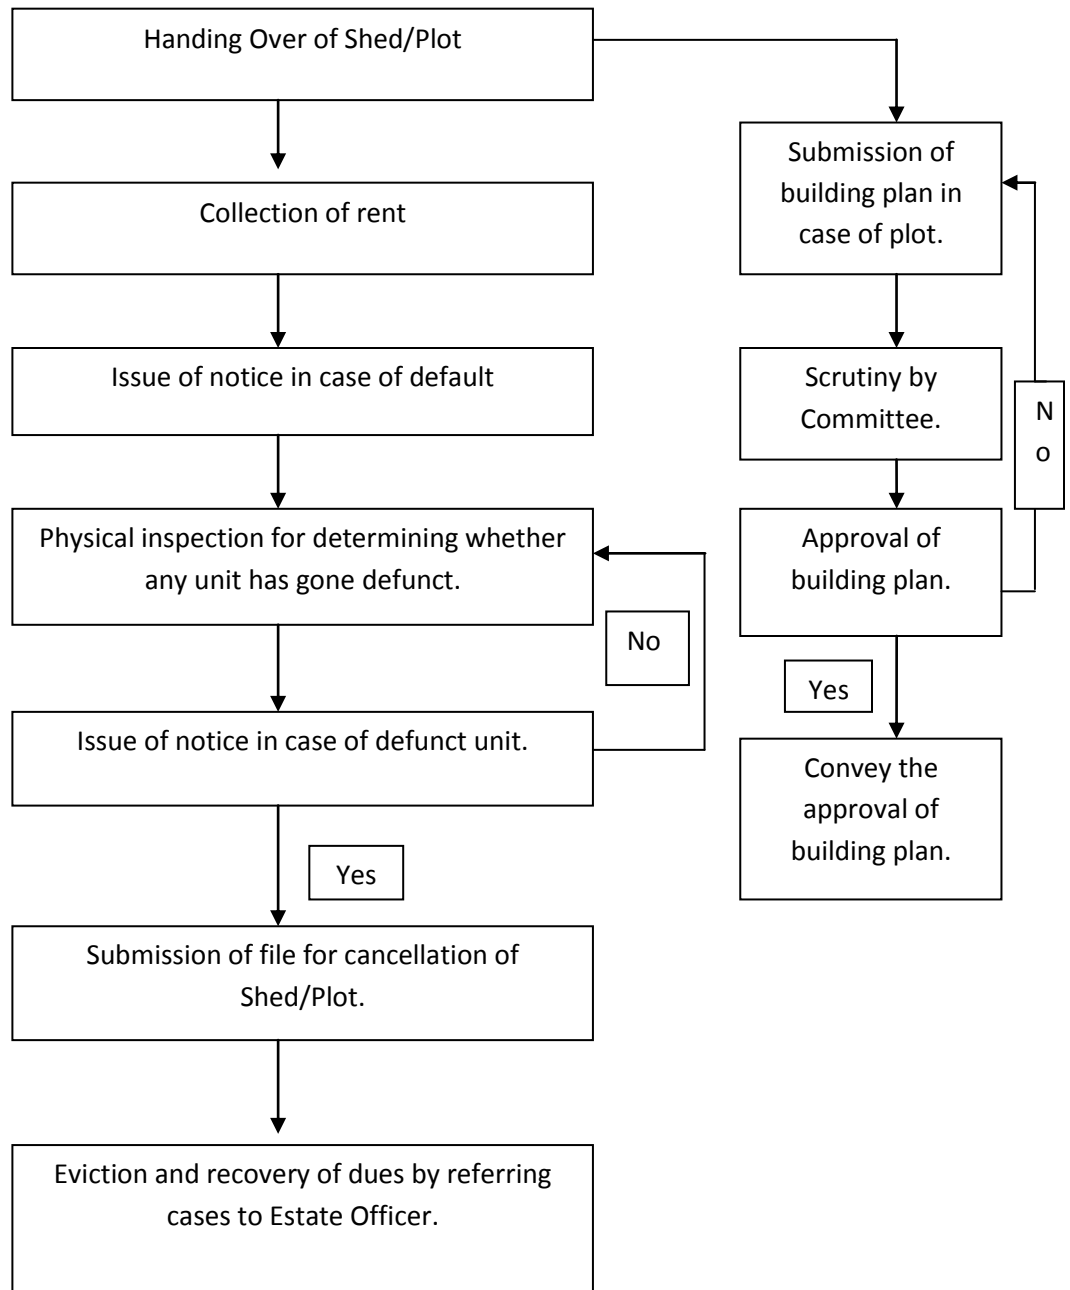 Handing Over of Shed/Plot
Collection of rent
Issue of notice in case of default
Physical inspection for determining whether
any unit has gone defunct.
No
Issue of notice in case of defunct unit.
Yes
Submission of file for cancellation of
Shed/Plot.
Eviction and recovery of dues by referring
cases to Estate Officer.
Submission of
building plan in
case of plot.
Scrutiny by
Committee.
N
o
Approval of
building plan.
Yes
Convey the
approval of
building plan.